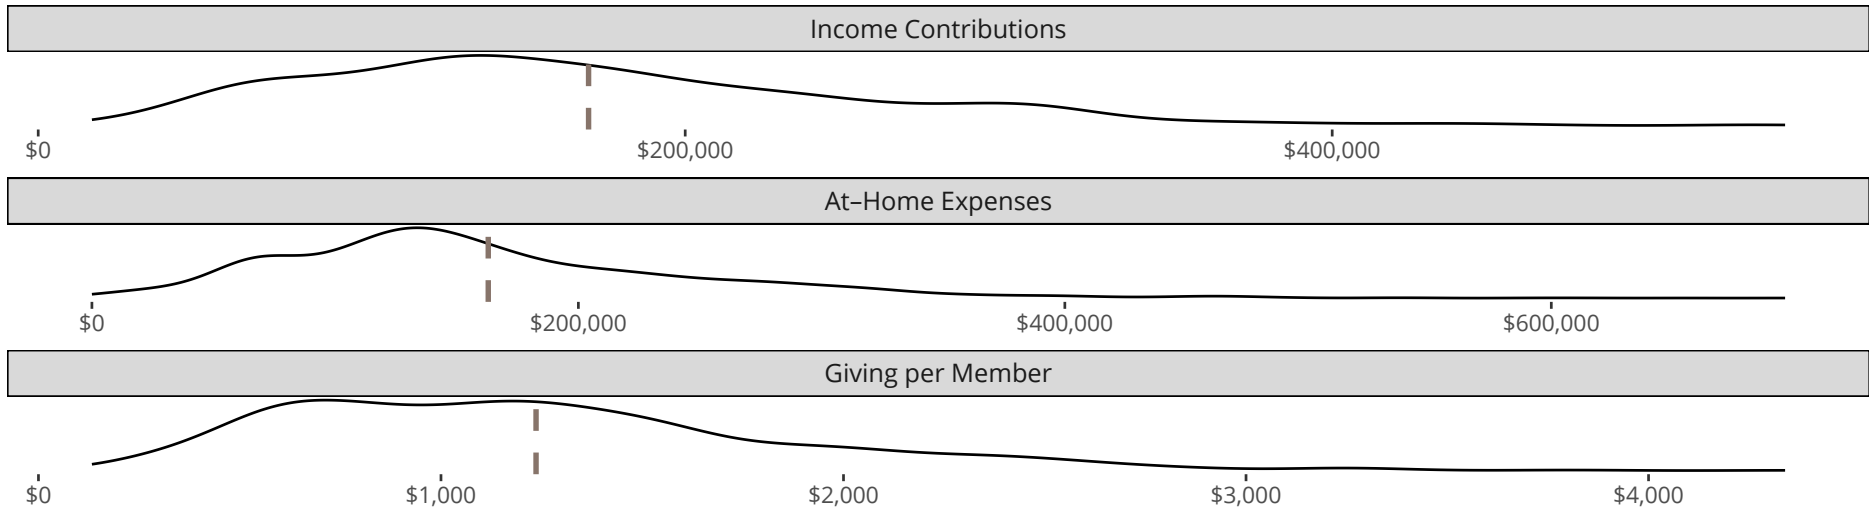 Income Contributions
$0 $200,000 $400,000
At–Home Expenses
$0 $200,000 $400,000 $600,000
Giving per Member
$0 $1,000 $2,000 $3,000 $4,000